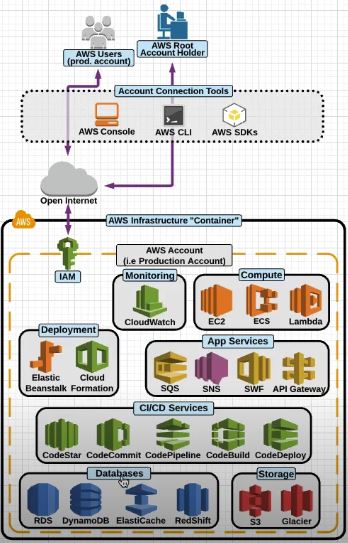 AWS Users
(prod. account)
AWS Root
Account Holder
Account Connection Tools
AWS Console
AWS CLI
AWS SDKs
Open Internet
AWS
AWS Infrastructure "Container"
IAM
AWS Account
(i.e Production Account)
Monitoring
CloudWatch
Compute
EC2
ECS
Lambda
Deployment
Elastic
Beanstalk
Cloud
Formation
App Services
SQS
SNS
SWF
API Gateway
CI/CD Services
CodeStar
CodeCommit
CodePipeline
CodeBuild
CodeDeploy
Databases
RDS
DynamoDB
ElastiCache
RedShift
Storage
S3
Glacier